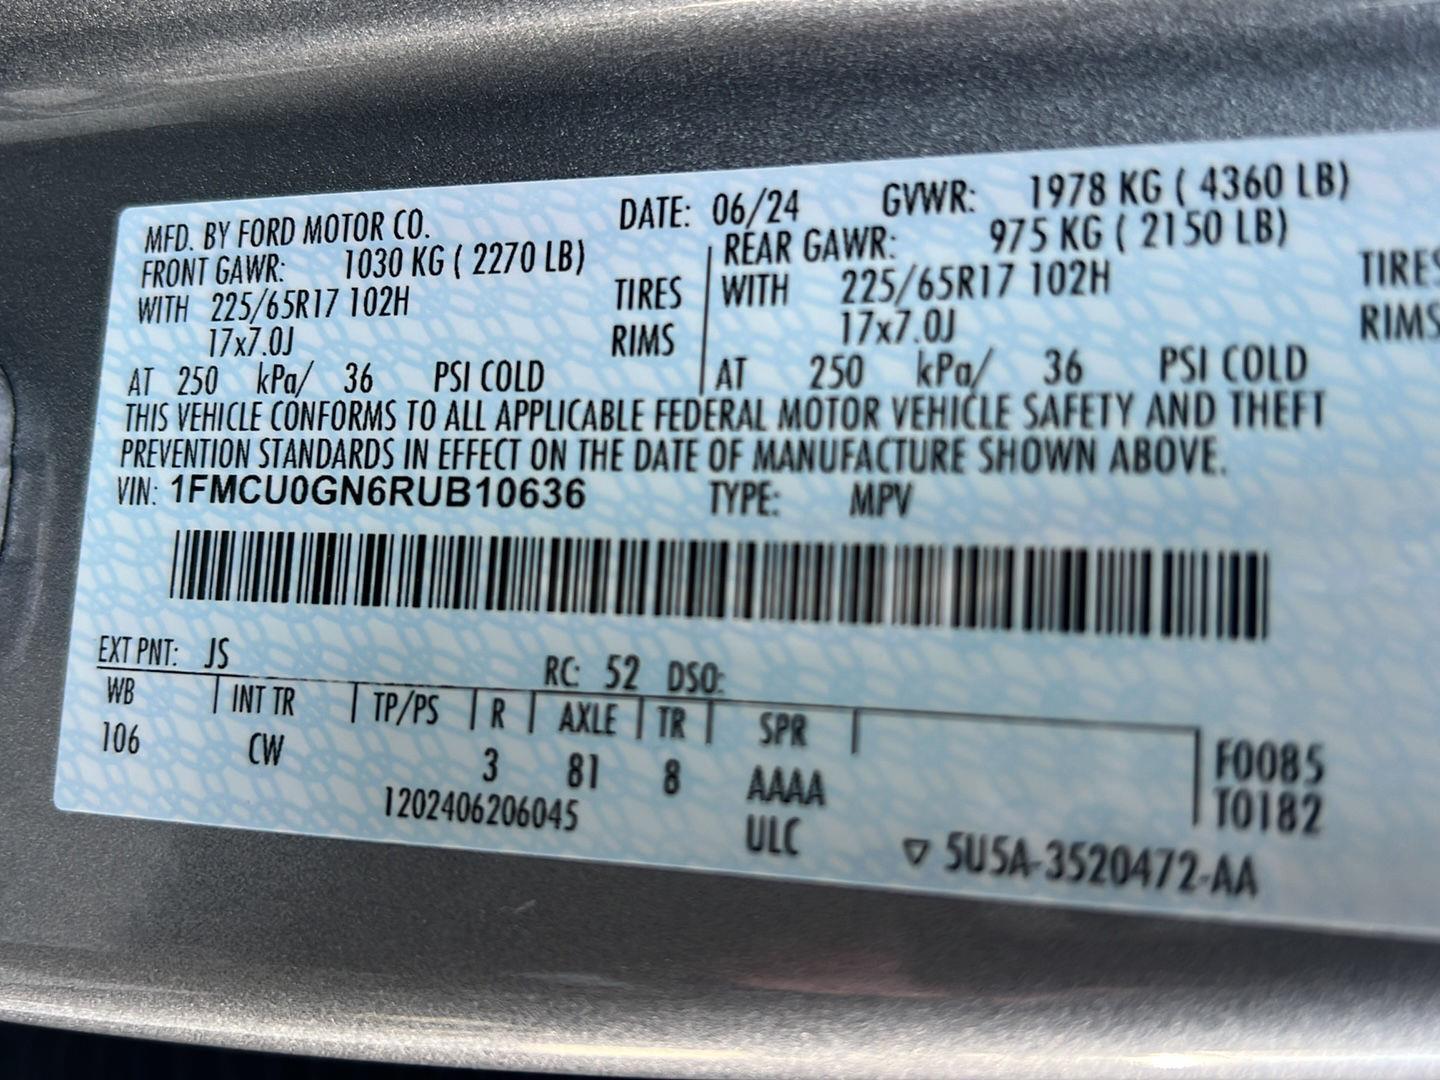 MFD. BY FORD MOTOR CO. DATE: 06/24 GVWR: 1978 KG ( 4360 LB)
FRONT GAWR: 1030 KG ( 2270 LB) REAR GAWR: 975 KG ( 2150 LB)
WITH 225/65R17 102H TIRES WITH 225/65R17 102H TIRES
17x7.0J RIMS 17x7.0J RIMS
AT 250 kPa/ 36 PSI COLD AT 250 kPa/ 36 PSI COLD
THIS VEHICLE CONFORMS TO ALL APPLICABLE FEDERAL MOTOR VEHICLE SAFETY AND THEFT
PREVENTION STANDARDS IN EFFECT ON THE DATE OF MANUFACTURE SHOWN ABOVE.
VIN: 1FMCU0GN6RUB10636 TYPE: MPV
EXT PNT: JS RC: 52 DSO:
WB INT TR TP/PS R AXLE TR SPR
106 CW 3 81 8 AAAA F0085
1202406206045 ULC T0182
5U5A-3520472-AA